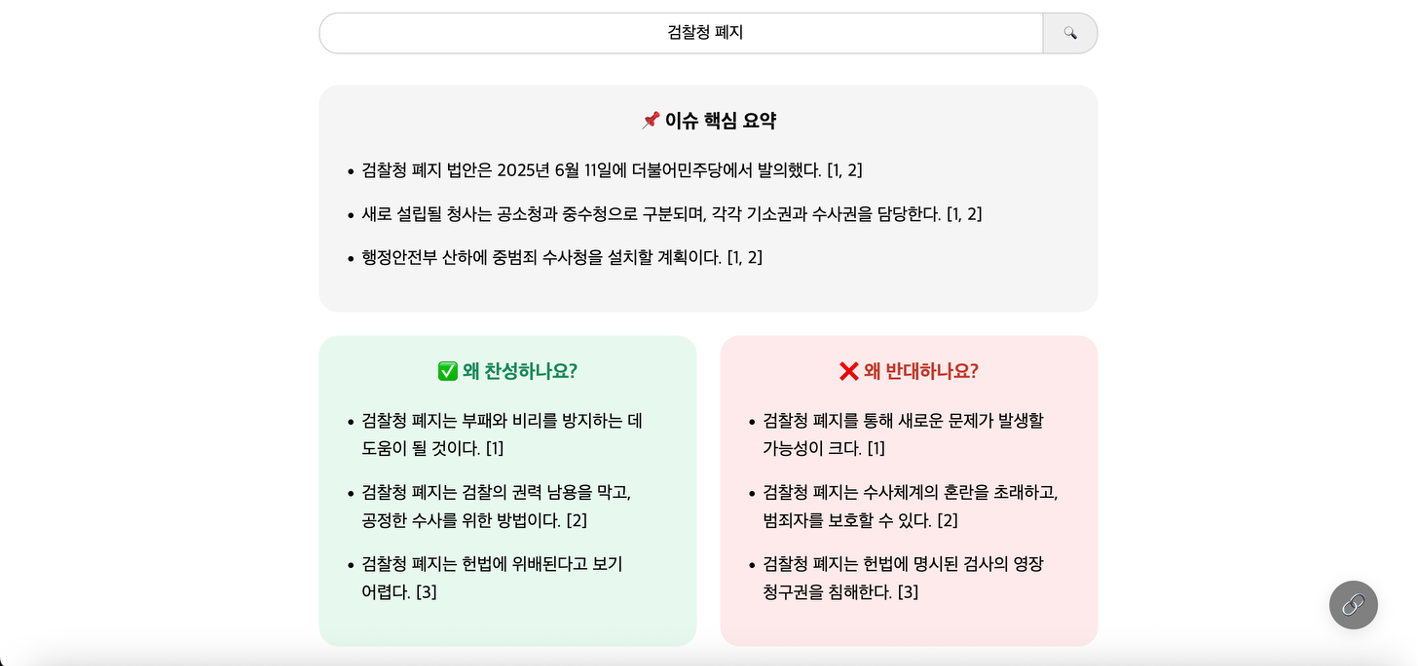 검찰청 폐지
이슈 핵심 요약
• 검찰청 폐지 법안은 2025년 6월 11일에 더불어민주당에서 발의했다. [1, 2]
• 새로 설립될 청사는 공소청과 중수청으로 구분되며, 각각 기소권과 수사권을 담당한다. [1, 2]
• 행정안전부 산하에 중범죄 수사청을 설치할 계획이다. [1, 2]
왜 찬성하나요?
• 검찰청 폐지는 부패와 비리를 방지하는 데
도움이 될 것이다. [1]
• 검찰청 폐지는 검찰의 권력 남용을 막고,
공정한 수사를 위한 방법이다. [2]
• 검찰청 폐지는 헌법에 위배된다고 보기
어렵다. [3]
왜 반대하나요?
• 검찰청 폐지를 통해 새로운 문제가 발생할
가능성이 크다. [1]
• 검찰청 폐지는 수사체계의 혼란을 초래하고,
범죄자를 보호할 수 있다. [2]
• 검찰청 폐지는 헌법에 명시된 검사의 영장
청구권을 침해한다. [3]